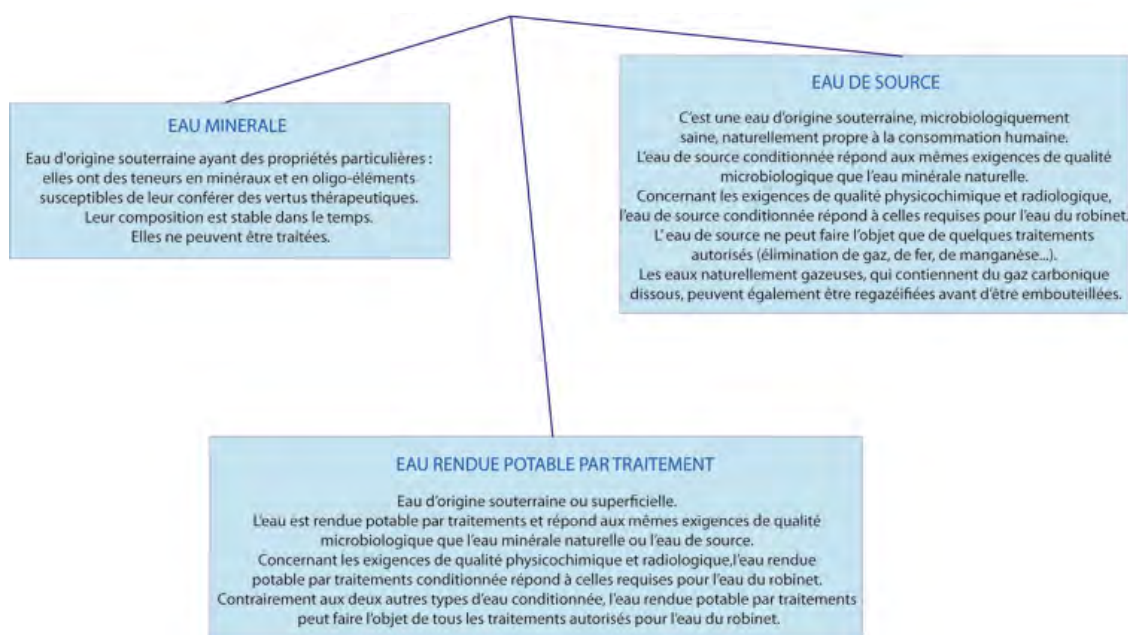 EAU MINERALE
Eau d'origine souterraine ayant des propriétés particulières :
elles ont des teneurs en minéraux et en oligo-éléments
susceptibles de leur conférer des vertus thérapeutiques.
Leur composition est stable dans le temps.
Elles ne peuvent être traitées.
EAU DE SOURCE
C'est une eau d'origine souterraine, microbiologiquement
saine, naturellement propre à la consommation humaine.
L'eau de source conditionnée répond aux mêmes exigences de qualité
microbiologique que l'eau minérale naturelle.
Concernant les exigences de qualité physicochimique et radiologique,
l'eau de source conditionnée répond à celles requises pour l'eau du robinet.
L' eau de source ne peut faire l'objet que de quelques traitements
autorisés (élimination de gaz, de fer, de manganèse...).
Les eaux naturellement gazeuses, qui contiennent du gaz carbonique
dissous, peuvent également être regazéifiées avant d'être embouteillées.
EAU RENDUE POTABLE PAR TRAITEMENT
Eau d'origine souterraine ou superficielle.
L'eau est rendue potable par traitements et répond aux mêmes exigences de qualité
microbiologique que l'eau minérale naturelle ou l'eau de source.
Concernant les exigences de qualité physicochimique et radiologique,l'eau rendue
potable par traitements conditionnée répond à celles requises pour l'eau du robinet.
Contrairement aux deux autres types d'eau conditionnée, l'eau rendue potable par traitements
peut faire l'objet de tous les traitements autorisés pour l'eau du robinet.